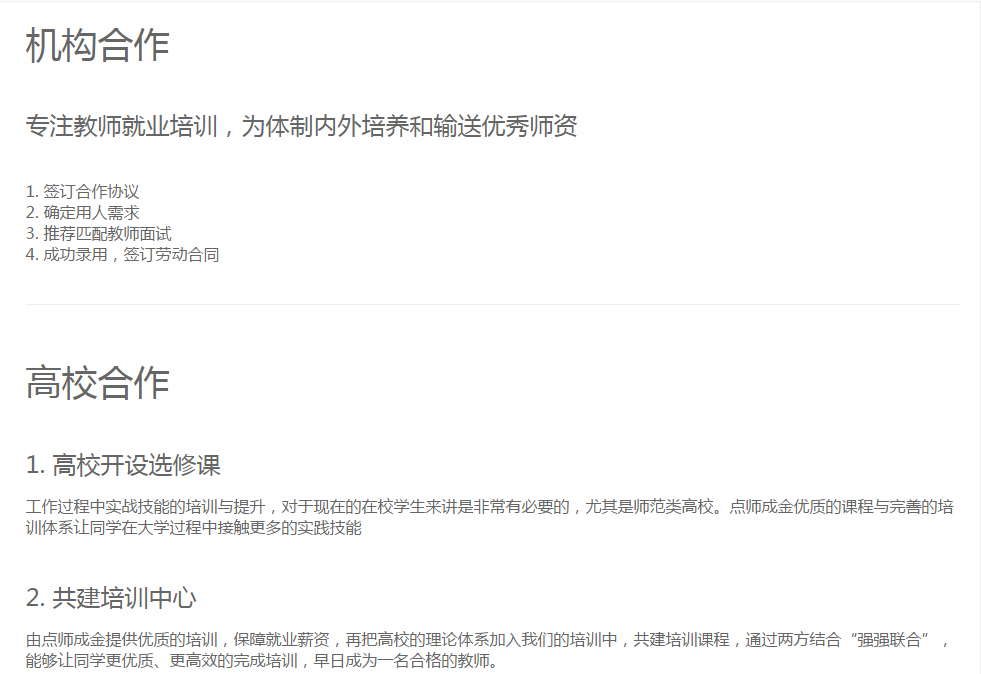 机构合作
专注教师就业培训，为体制内外培养和输送优秀师资
1. 签订合作协议
2. 确定用人需求
3. 推荐匹配教师面试
4. 成功录用，签订劳动合同
高校合作
1. 高校开设选修课
工作过程中实战技能的培训与提升，对于现在的在校学生来讲是非常有必要的，尤其是师范类高校。点师成金优质的课程与完善的培
训体系让同学在大学过程中接触更多的实践技能
2. 共建培训中心
由点师成金提供优质的培训，保障就业薪资，再把高校的理论体系加入我们的培训中，共建培训课程，通过两方结合“强强联合”，
能够让同学更优质、更高效的完成培训，早日成为一名合格的教师。